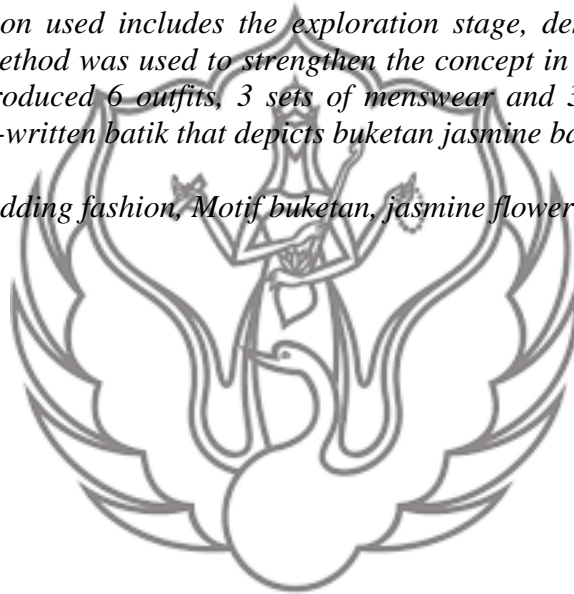 on used includes the exploration stage, de
ethod was used to strengthen the concept in
roduced 6 outfits, 3 sets of menswear and 3
-written batik that depicts buketan jasmine ba
dding fashion, Motif buketan, jasmine flower